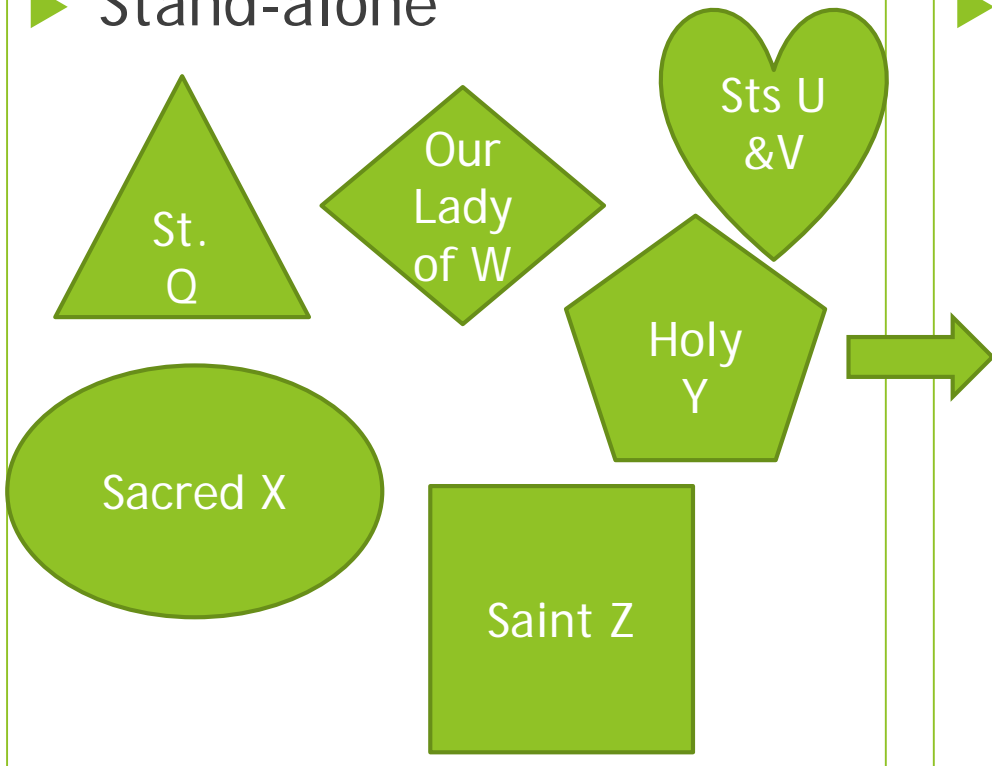 Stand-alone
Sts U
&V
Our
Lady
of W
St.
Q
Holy
Y
Sacred X
Saint Z